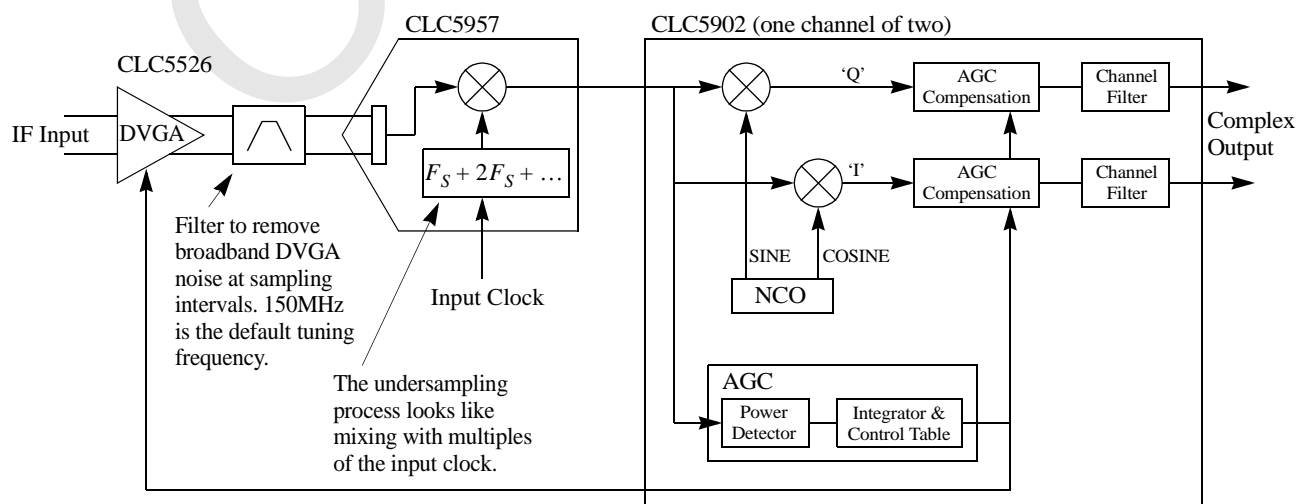 CLC5957
CLC5902 (one channel of two)
CLC5526
IF Input
DVGA
F_S + 2F_S + …
Input Clock
Filter to remove
broadband DVGA
noise at sampling
intervals. 150MHz
is the default tuning
frequency.
The undersampling
process looks like
mixing with multiples
of the input clock.
‘Q’
AGC
Compensation
Channel
Filter
Complex
Output
‘I’
AGC
Compensation
Channel
Filter
SINE
COSINE
NCO
AGC
Power
Detector
Integrator &
Control Table